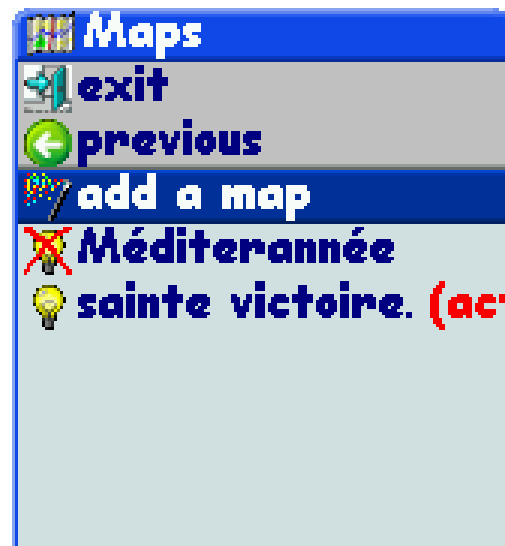 Maps
exit
previous
add a map
Méditerannée
sainte victoire.